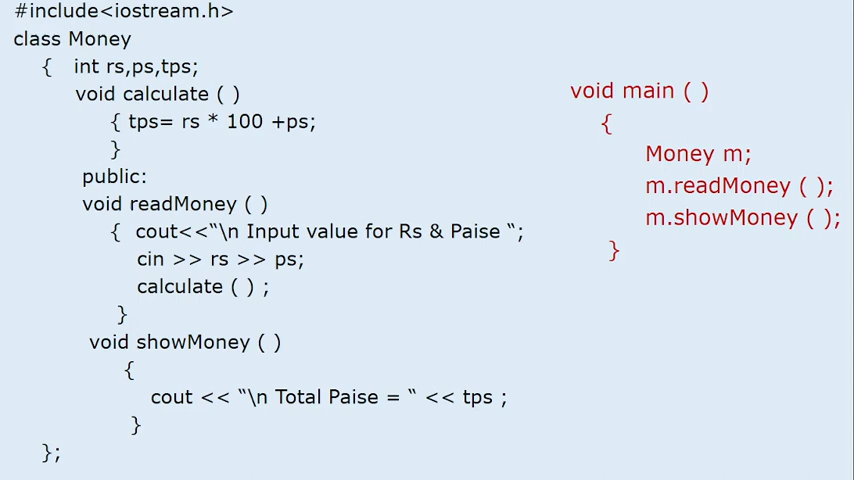 #include<iostream.h>
class Money
{ int rs,ps,tps;
void calculate ( )
{ tps= rs * 100 +ps;
}
public:
void readMoney ( )
{ cout<<“\n Input value for Rs & Paise “;
cin >> rs >> ps;
calculate ( ) ;
}
void showMoney ( )
{
cout << “\n Total Paise = “ << tps ;
}
};
void main ( )
{
Money m;
m.readMoney ( );
m.showMoney ( );
}